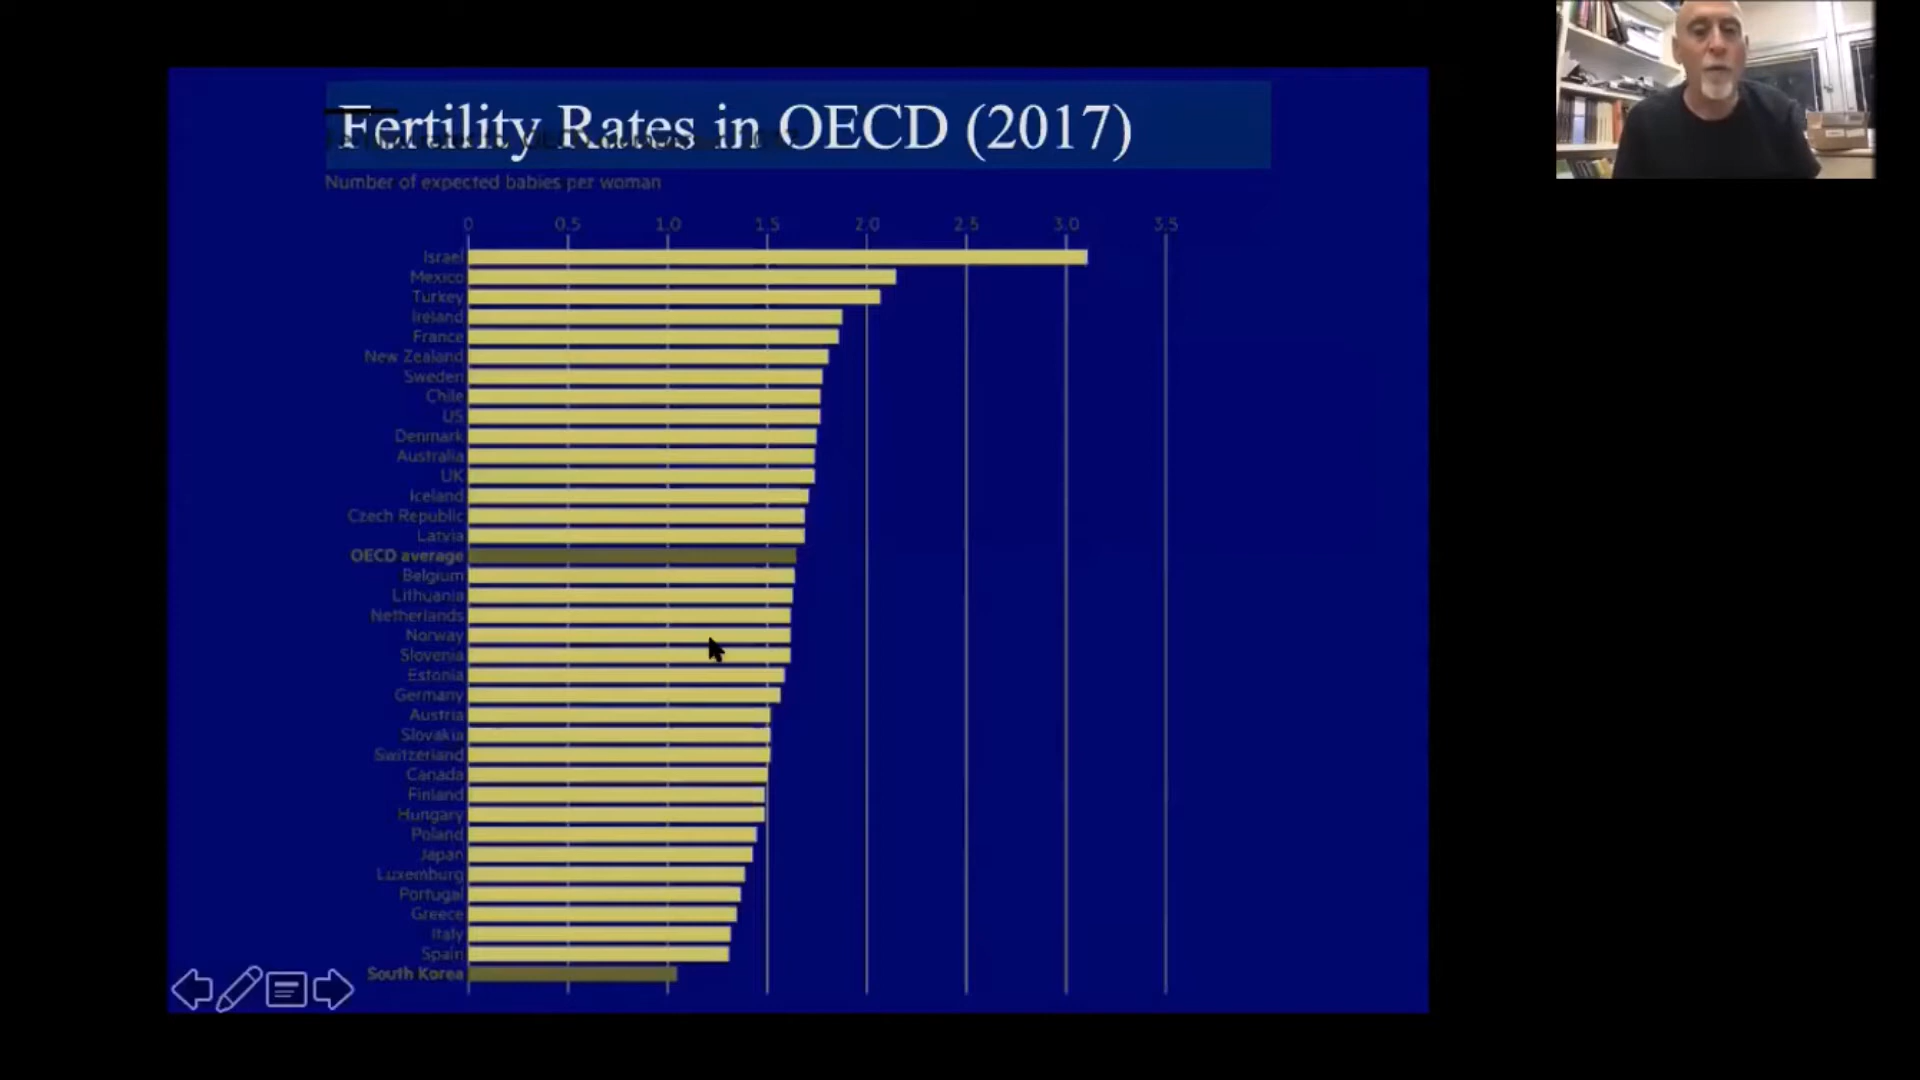 Fertility Rates in OECD (2017)
Number of expected babies per woman
0 0.5 1.0 1.5 2.0 2.5 3.0 3.5
Israel
Mexico
Turkey
Ireland
France
New Zealand
Sweden
Chile
US
Denmark
Australia
UK
Iceland
Czech Republic
Latvia
OECD average
Belgium
Lithuania
Netherlands
Norway
Slovenia
Estonia
Germany
Austria
Slovakia
Switzerland
Canada
Finland
Hungary
Poland
Japan
Luxemburg
Portugal
Greece
Italy
Spain
South Korea